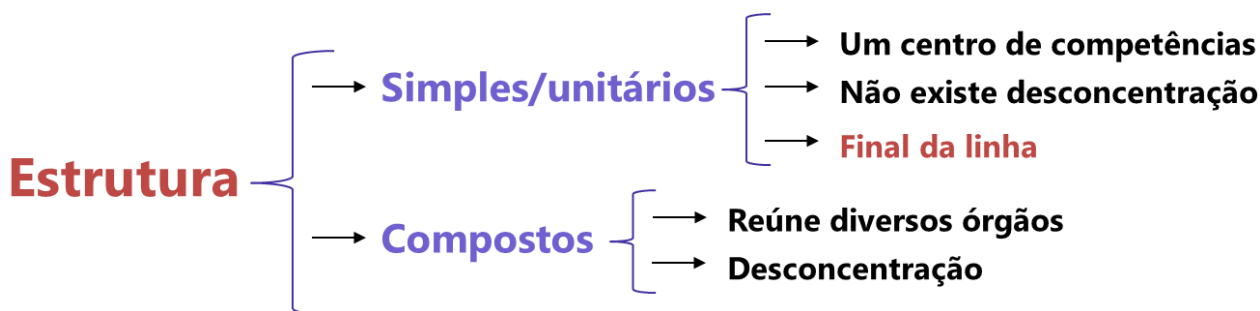 Estrutura
Simples/unitários
Um centro de competências
Não existe desconcentração
Final da linha
Compostos
Reúne diversos órgãos
Desconcentração